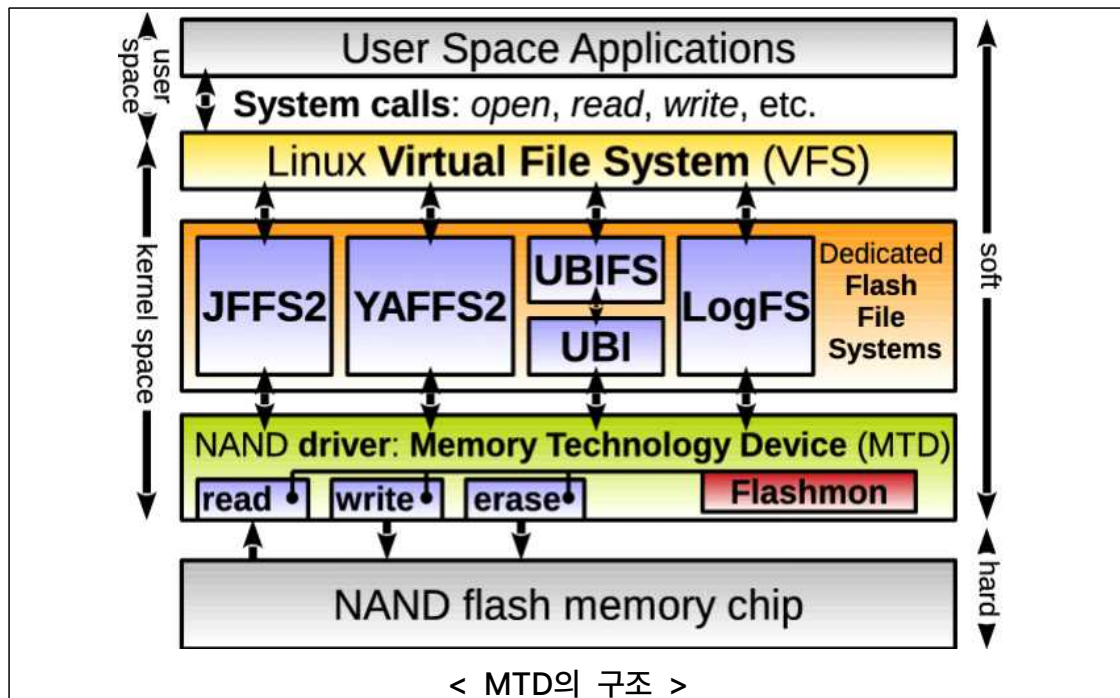 User Space Applications
user space
System calls: open, read, write, etc.
Linux Virtual File System (VFS)
kernel space
JFFS2
YAFFS2
UBIFS
UBI
LogFS
Dedicated
Flash
File
Systems
soft
NAND driver: Memory Technology Device (MTD)
read
write
erase
Flashmon
NAND flash memory chip
hard
< MTD의 구조 >